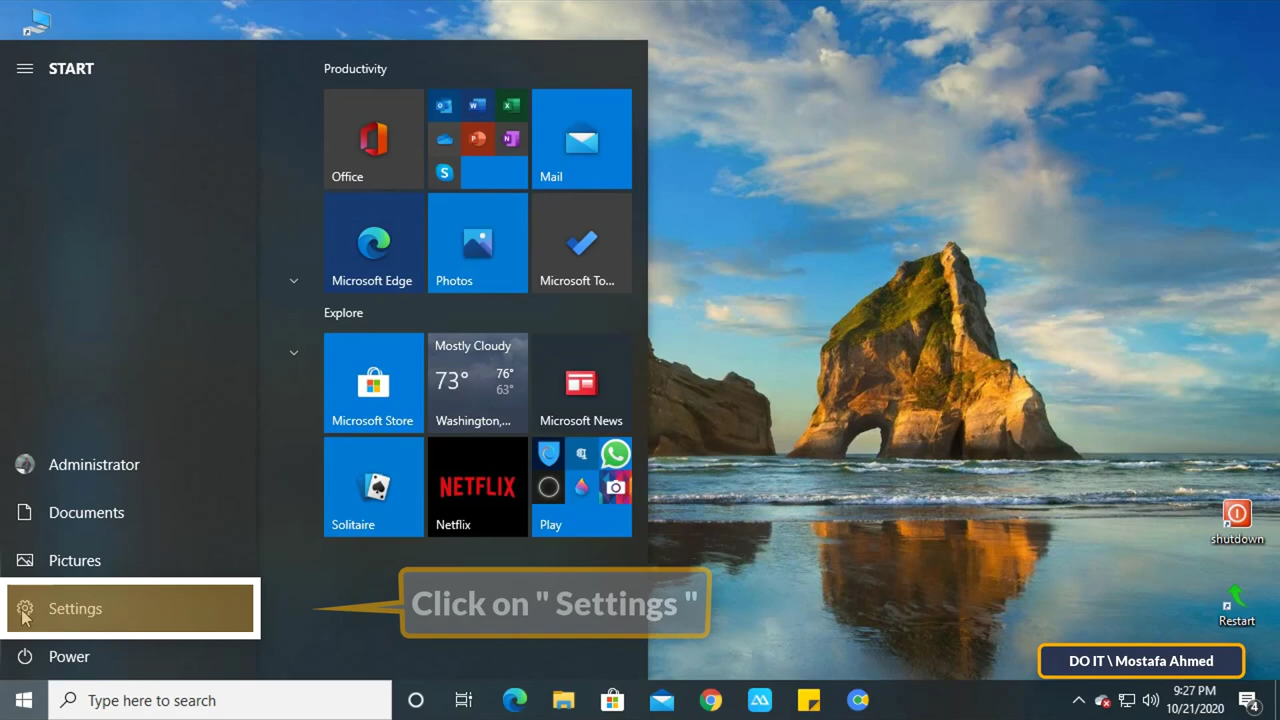 START
Productivity
Office
Mail
Microsoft Edge
Photos
Microsoft To...
Explore
Mostly Cloudy
73°
76°
63°
Microsoft Store
Washington,...
Microsoft News
NETFLIX
Solitaire
Netflix
Play
Administrator
Documents
Pictures
Settings
Power
Click on " Settings "
shutdown
Restart
DO IT \ Mostafa Ahmed
Type here to search
9:27 PM
10/21/2020
4